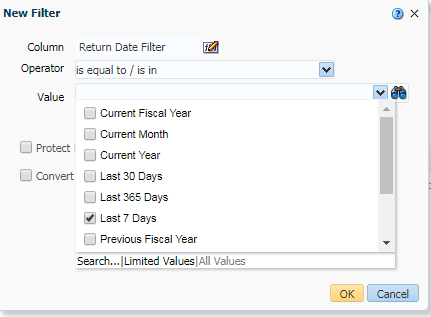 New Filter
Column Return Date Filter
Operator is equal to / is in
Value
Current Fiscal Year
Current Month
Current Year
Last 30 Days
Last 365 Days
Last 7 Days
Previous Fiscal Year
Protect
Convert
Search...|Limited Values|All Values
OK Cancel